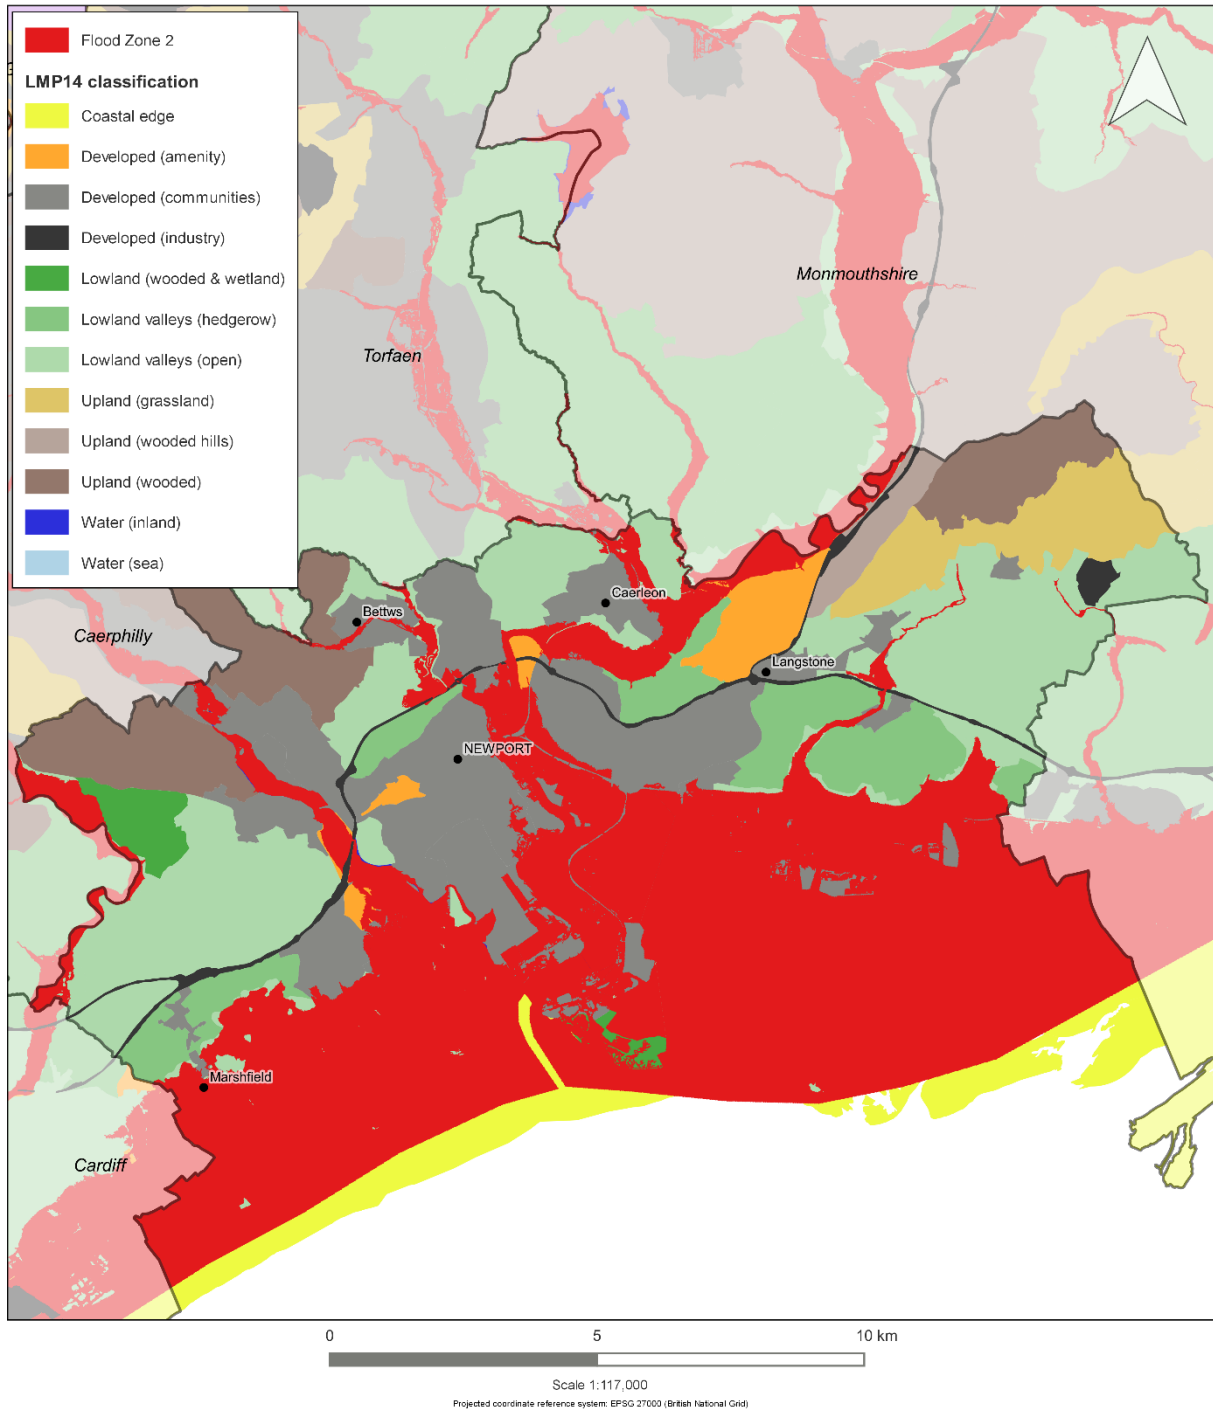 Flood Zone 2
LMP14 classification
Coastal edge
Developed (amenity)
Developed (communities)
Developed (industry)
Lowland (wooded & wetland)
Lowland valleys (hedgerow)
Lowland valleys (open)
Upland (grassland)
Upland (wooded hills)
Upland (wooded)
Water (inland)
Water (sea)
Monmouthshire
Torfaen
Caerleon
Bettws
Caerphilly
Langstone
NEWPORT
Marshfield
Cardiff
0 5 10 km
Scale 1:117,000
Projected coordinate reference system: EPSG 27000 (British National Grid)